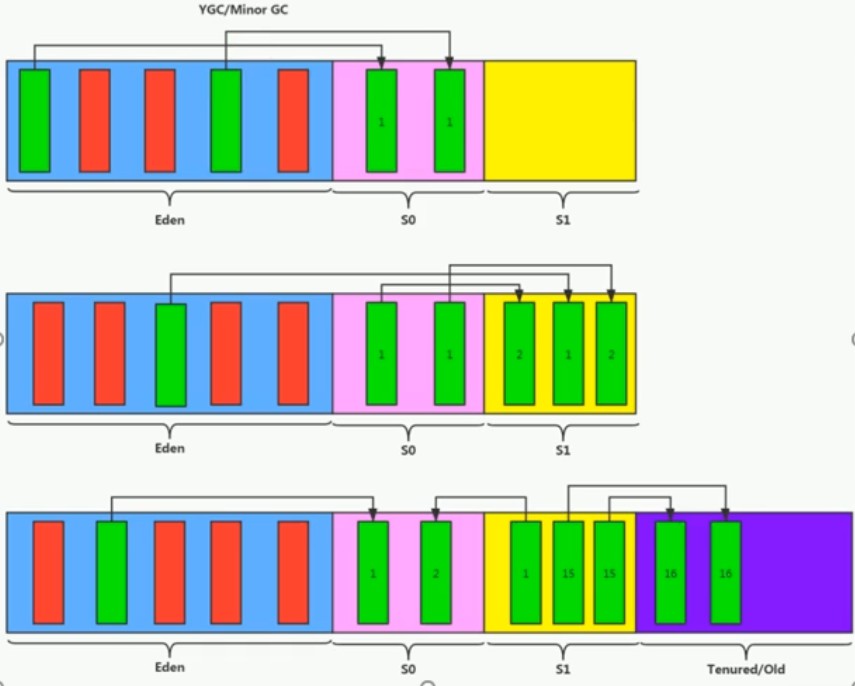 YGC/Minor GC
1 1
Eden S0 S1
1 1 2 1 2
Eden S0 S1
1 2 1 15 15 16 16
Eden S0 S1 Tenured/Old